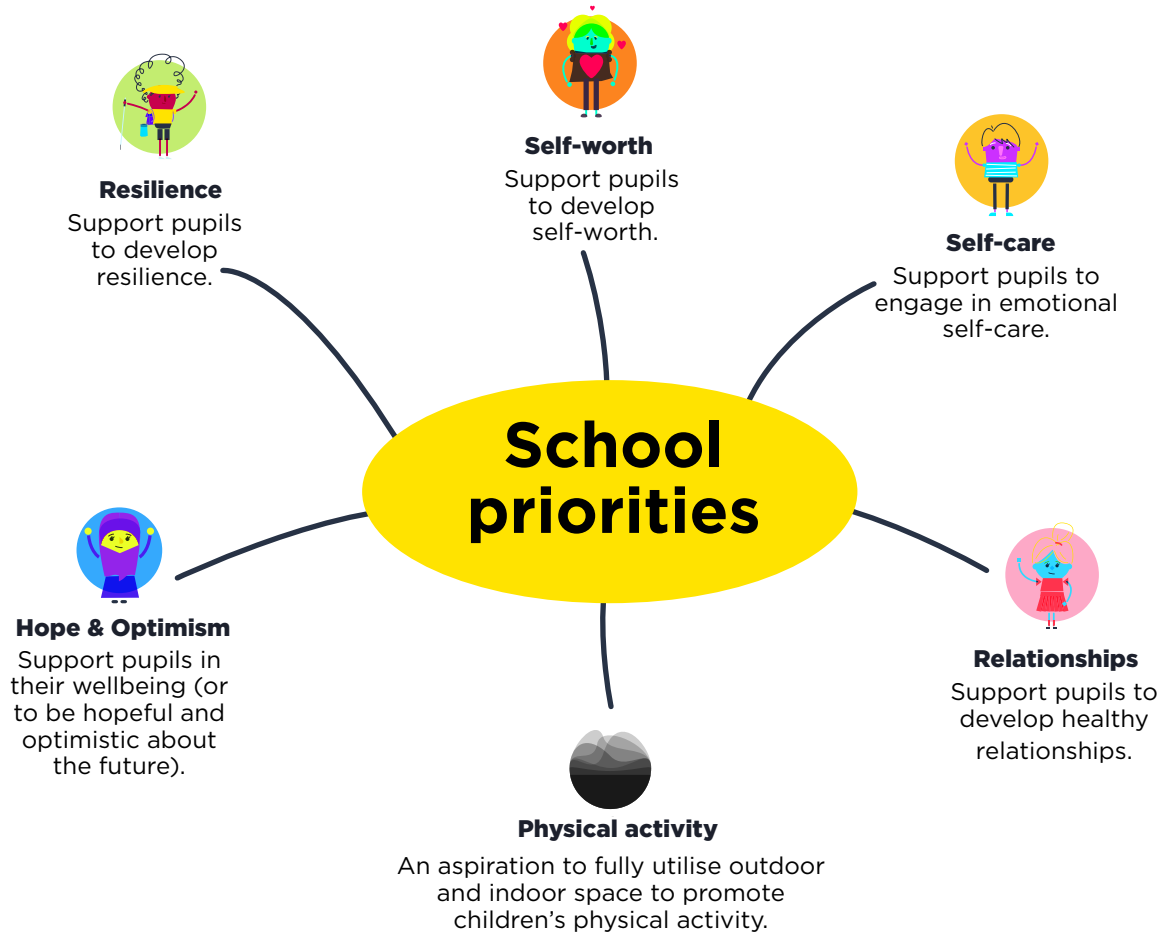 School
priorities
Resilience
Support pupils
to develop
resilience.
Self-worth
Support pupils
to develop
self-worth.
Self-care
Support pupils to
engage in emotional
self-care.
Hope & Optimism
Support pupils in
their wellbeing (or
to be hopeful and
optimistic about
the future).
Relationships
Support pupils to
develop healthy
relationships.
Physical activity
An aspiration to fully utilise outdoor
and indoor space to promote
children’s physical activity.